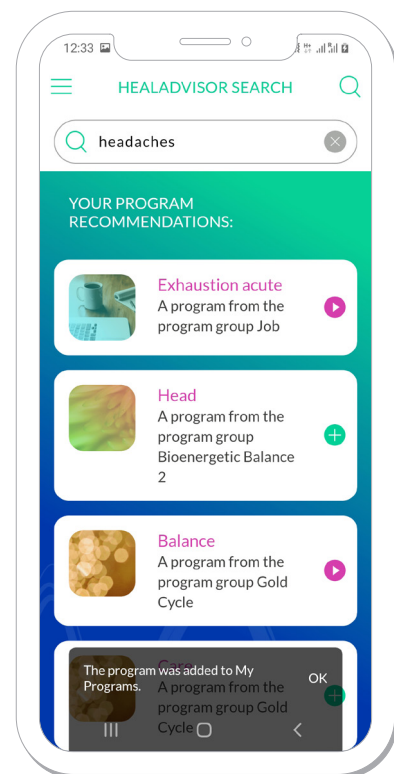 12:33
HEALADVISOR SEARCH
headaches
YOUR PROGRAM
RECOMMENDATIONS:
Exhaustion acute
A program from the
program group Job
Head
A program from the
program group
Bioenergetic Balance
2
Balance
A program from the
program group Gold
Cycle
Care
A program from the
program group Gold
Cycle
The program was added to My
Programs.
OK